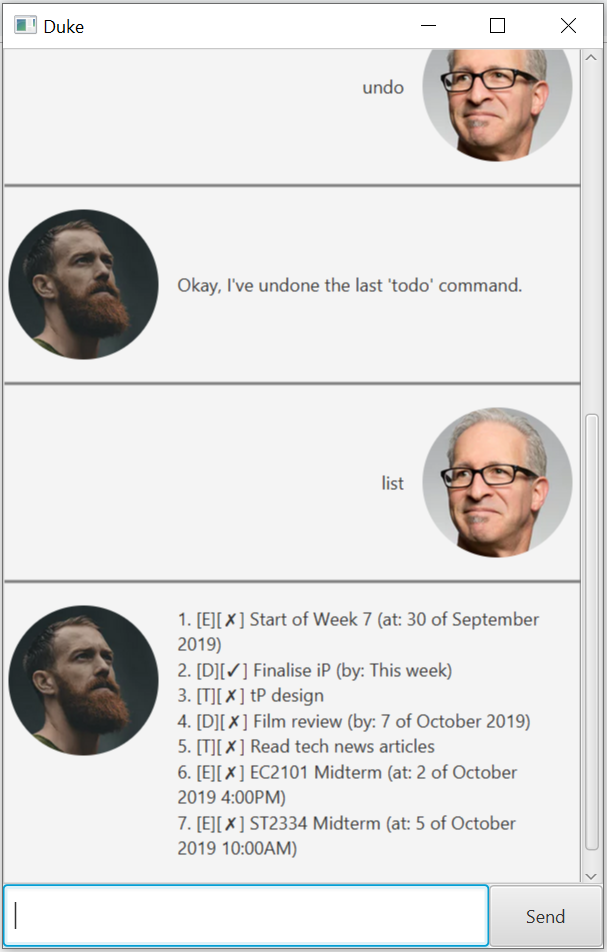 Duke
undo
Okay, I've undone the last 'todo' command.
list
1. [E][✗] Start of Week 7 (at: 30 of September
2019)
2. [D][✓] Finalise iP (by: This week)
3. [T][✗] tP design
4. [D][✗] Film review (by: 7 of October 2019)
5. [T][✗] Read tech news articles
6. [E][✗] EC2101 Midterm (at: 2 of October
2019 4:00PM)
7. [E][✗] ST2334 Midterm (at: 5 of October
2019 10:00AM)
Send